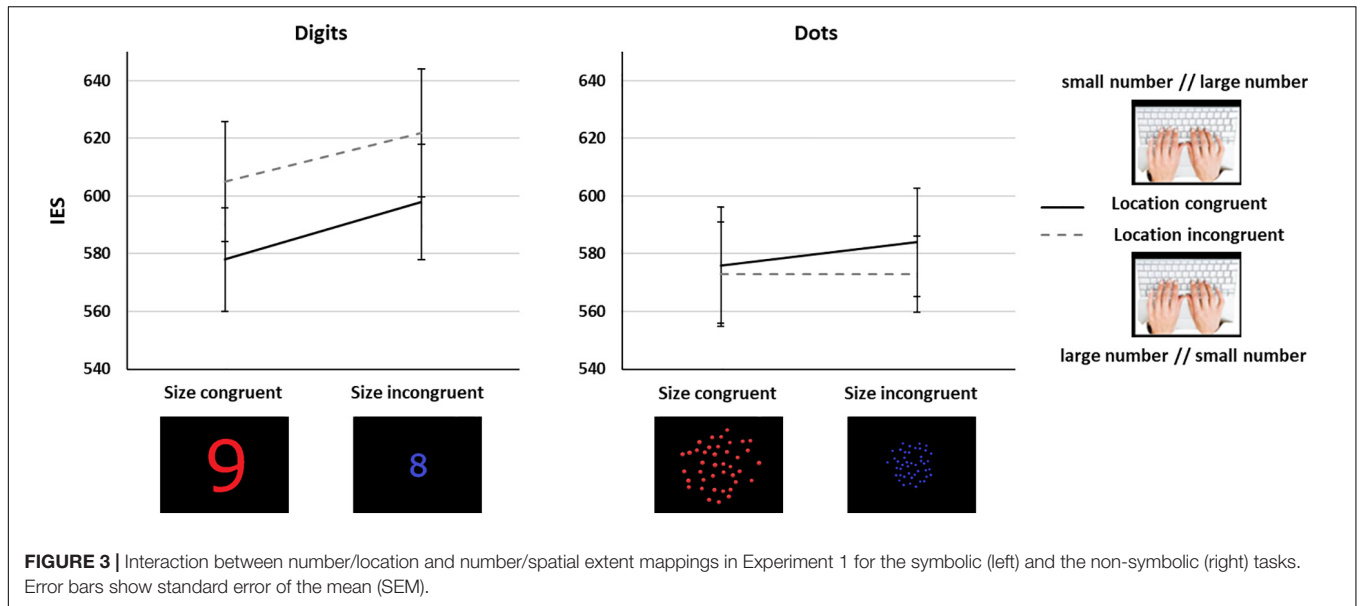 Digits
Dots
640
620
600
580
560
540
IES
640
620
600
580
560
540
Size congruent
Size incongruent
Size congruent
Size incongruent
9
8
small number // large number
Location congruent
Location incongruent
large number // small number
FIGURE 3 | Interaction between number/location and number/spatial extent mappings in Experiment 1 for the symbolic (left) and the non-symbolic (right) tasks.
Error bars show standard error of the mean (SEM).